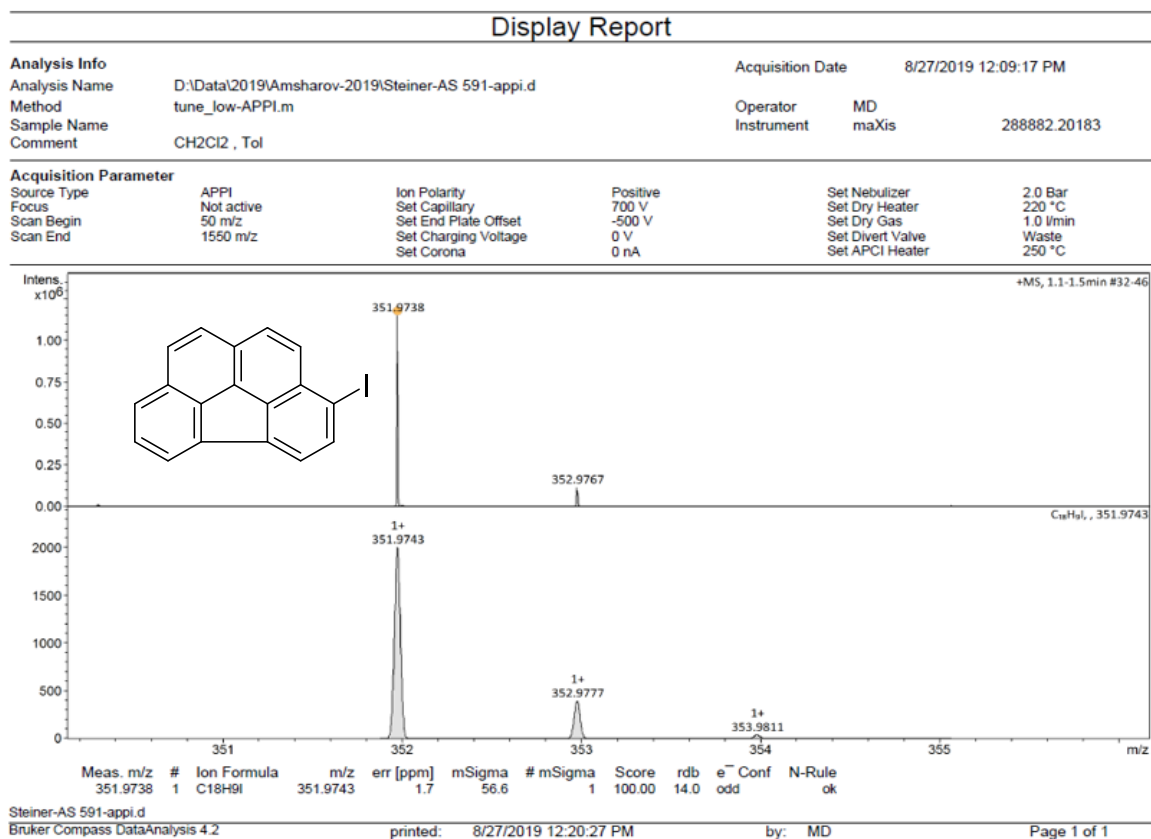 Display Report
Analysis Info
Acquisition Date 8/27/2019 12:09:17 PM
Analysis Name D:\Data\2019\Amsharov-2019\Steiner-AS 591-appi.d
Method tune_low-APPI.m Operator MD
Sample Name Instrument maXis 288882.20183
Comment CH2Cl2 , Tol
Acquisition Parameter
Source Type APPI Ion Polarity Positive Set Nebulizer 2.0 Bar
Focus Not active Set Capillary 700 V Set Dry Heater 220 °C
Scan Begin 50 m/z Set End Plate Offset -500 V Set Dry Gas 1.0 l/min
Scan End 1550 m/z Set Charging Voltage 0 V Set Divert Valve Waste
Set Corona 0 nA Set APCI Heater 250 °C
Intens.
x10⁶
+MS, 1.1-1.5min #32-46
351.9738
1.00
I
0.75
0.50
0.25
352.9767
0.00
C₁₈H₉I, , 351.9743
1+
351.9743
2000
1500
1000
1+
352.9777
500
1+
353.9811
0
351 352 353 354 355 m/z
Meas. m/z # Ion Formula m/z err [ppm] mSigma # mSigma Score rdb e⁻ Conf N-Rule
351.9738 1 C18H9I 351.9743 1.7 56.6 1 100.00 14.0 odd ok
Steiner-AS 591-appi.d
Bruker Compass DataAnalysis 4.2 printed: 8/27/2019 12:20:27 PM by: MD Page 1 of 1